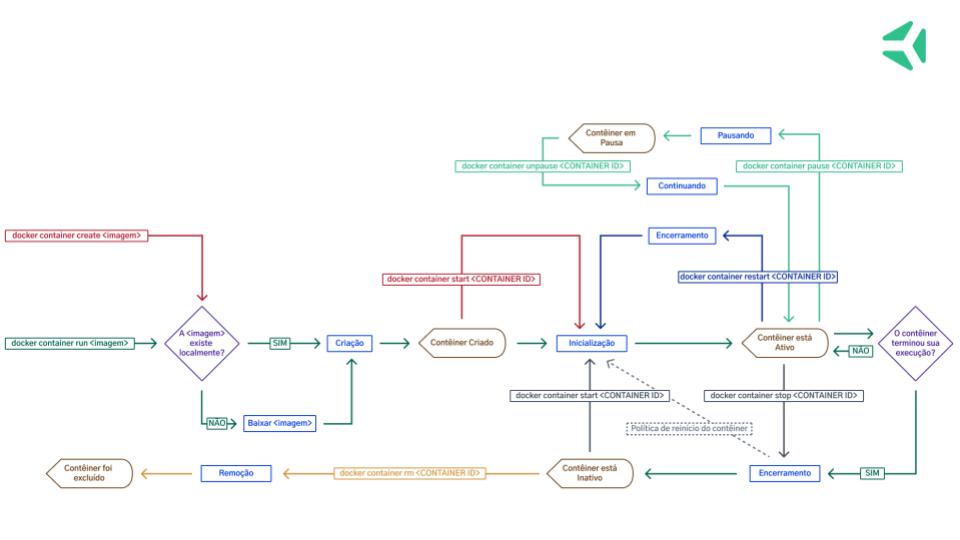 Contêiner em
Pausa
Pausando
docker container unpause <CONTAINER ID>
docker container pause <CONTAINER ID>
Continuando
docker container create <imagem>
Encerramento
docker container start <CONTAINER ID>
docker container restart <CONTAINER ID>
docker container run <imagem>
A <imagem>
existe
localmente?
SIM
Criação
Contêiner Criado
Inicialização
Contêiner está
Ativo
NÃO
O contêiner
terminou sua
execução?
docker container start <CONTAINER ID>
docker container stop <CONTAINER ID>
NÃO
Baixar <imagem>
Política de reinício do contêiner
Contêiner foi
excluído
Remoção
docker container rm <CONTAINER ID>
Contêiner está
Inativo
Encerramento
SIM